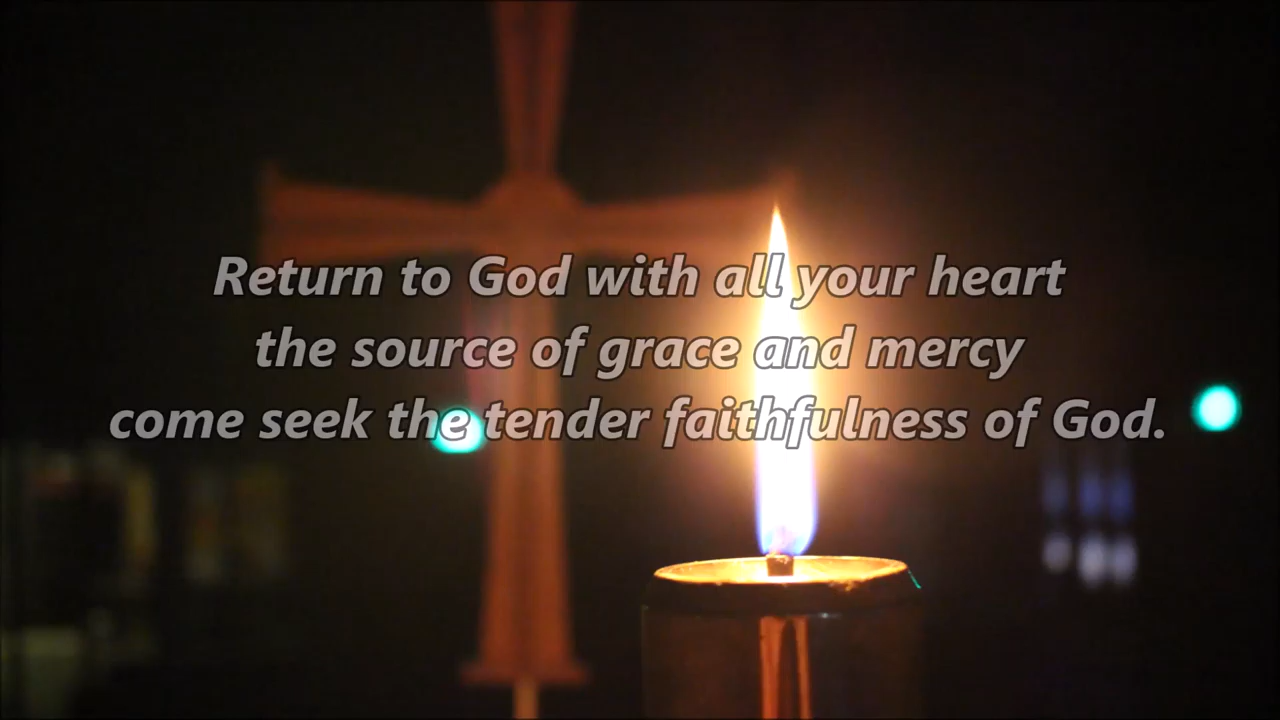 Return to God with all your heart
the source of grace and mercy
come seek the tender faithfulness of God.